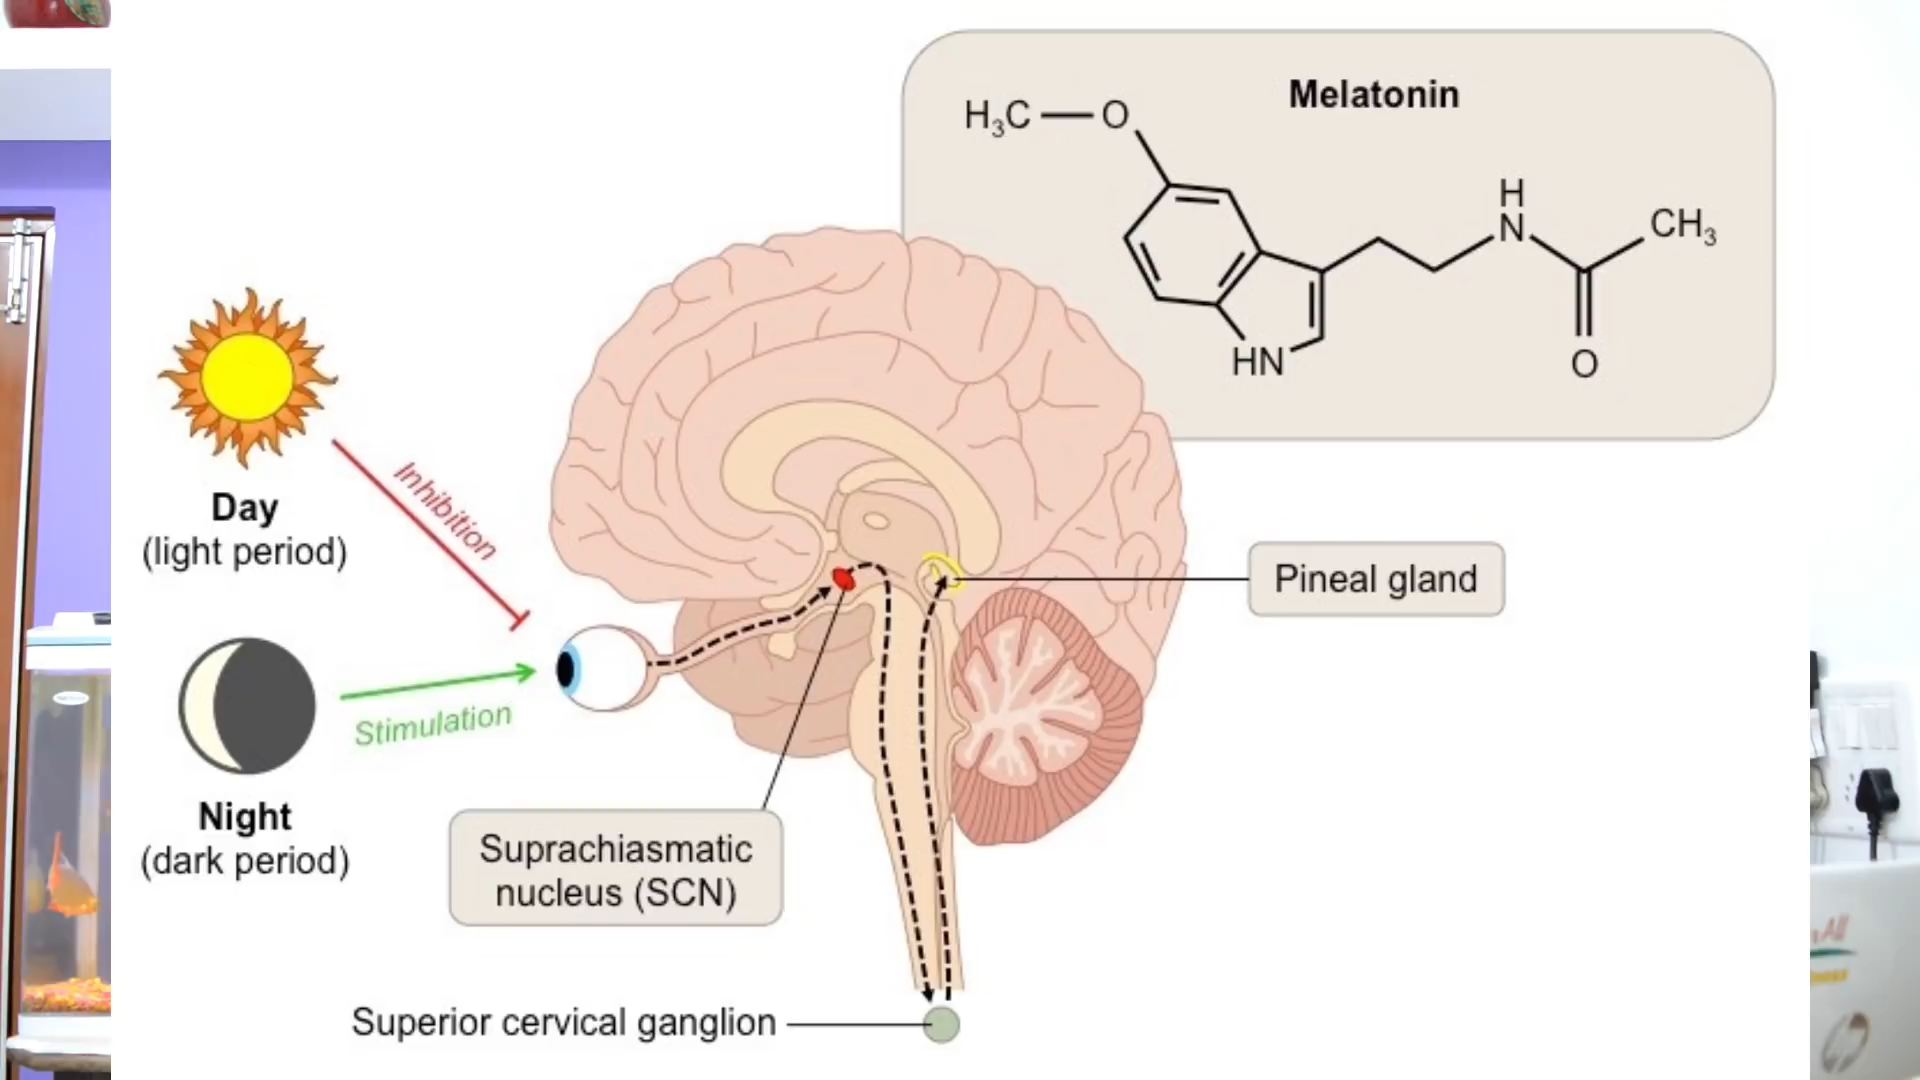 Melatonin
H₃C
O
H
N
CH₃
HN
O
Inhibition
Day
(light period)
Pineal gland
Stimulation
Night
(dark period)
Suprachiasmatic
nucleus (SCN)
Superior cervical ganglion
All